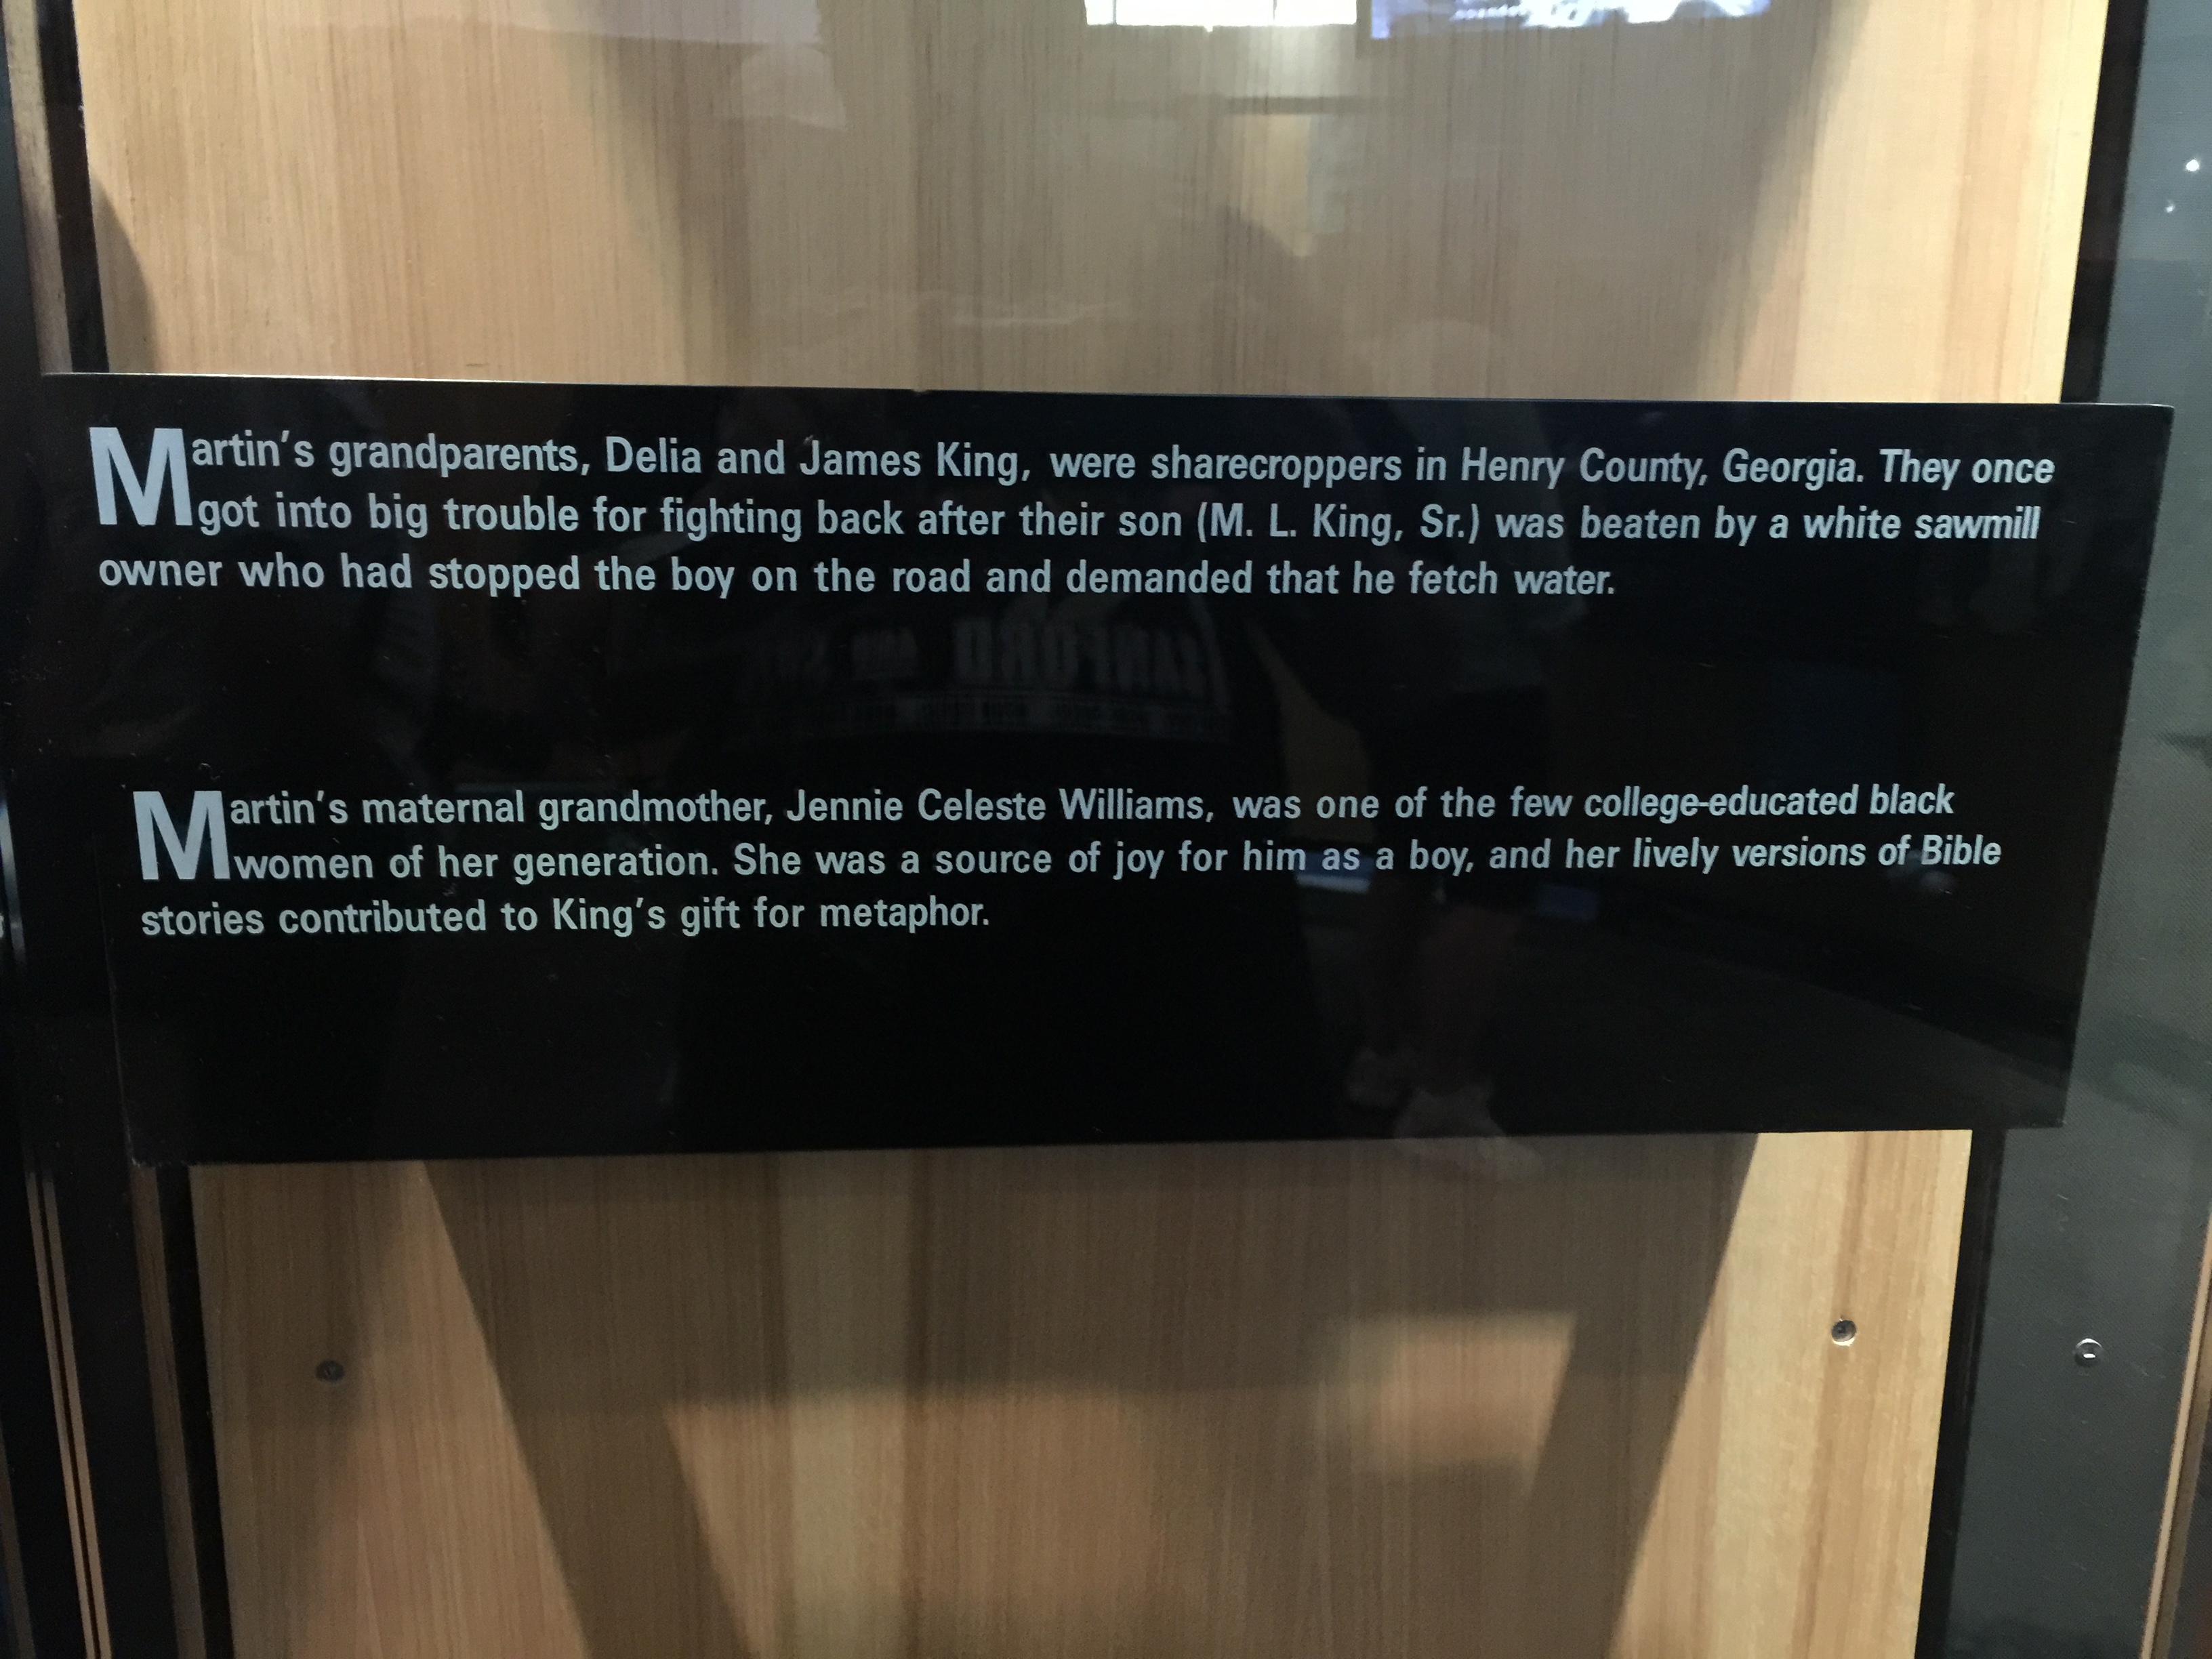 Martin's grandparents, Delia and James King, were sharecroppers in Henry County, Georgia. They once
got into big trouble for fighting back after their son (M. L. King, Sr.) was beaten by a white sawmill
owner who had stopped the boy on the road and demanded that he fetch water.
Martin's maternal grandmother, Jennie Celeste Williams, was one of the few college-educated black
women of her generation. She was a source of joy for him as a boy, and her lively versions of Bible
stories contributed to King's gift for metaphor.